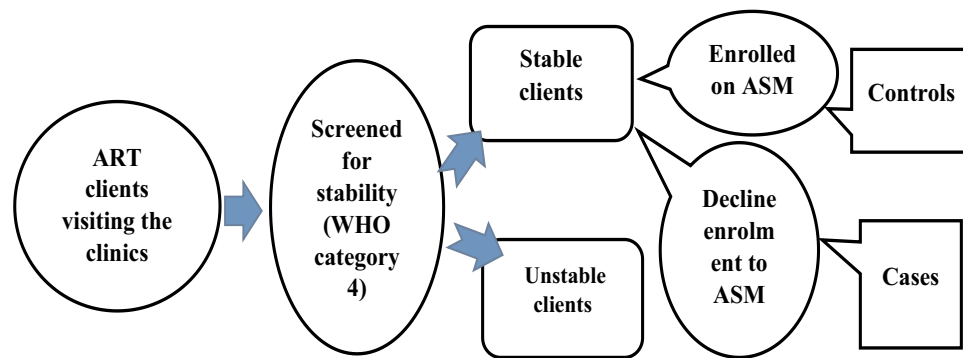 ART
clients
visiting the
clinics
Screened
for
stability
(WHO
category
4)
Stable
clients
Unstable
clients
Enrolled
on ASM
Decline
enrolm
ent to
ASM
Controls
Cases